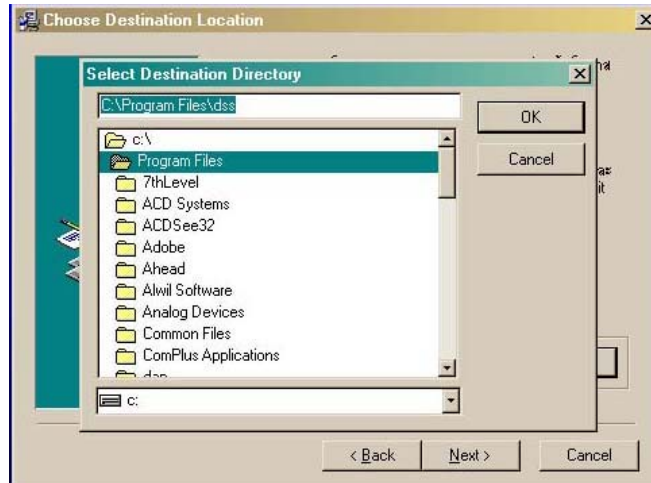 Choose Destination Location
Select Destination Directory
C:\Program Files\dss
OK
Cancel
c:\
Program Files
7thLevel
ACD Systems
ACDSee32
Adobe
Ahead
Alwil Software
Analog Devices
Common Files
ComPlus Applications
c:
it
< Back
Next >
Cancel